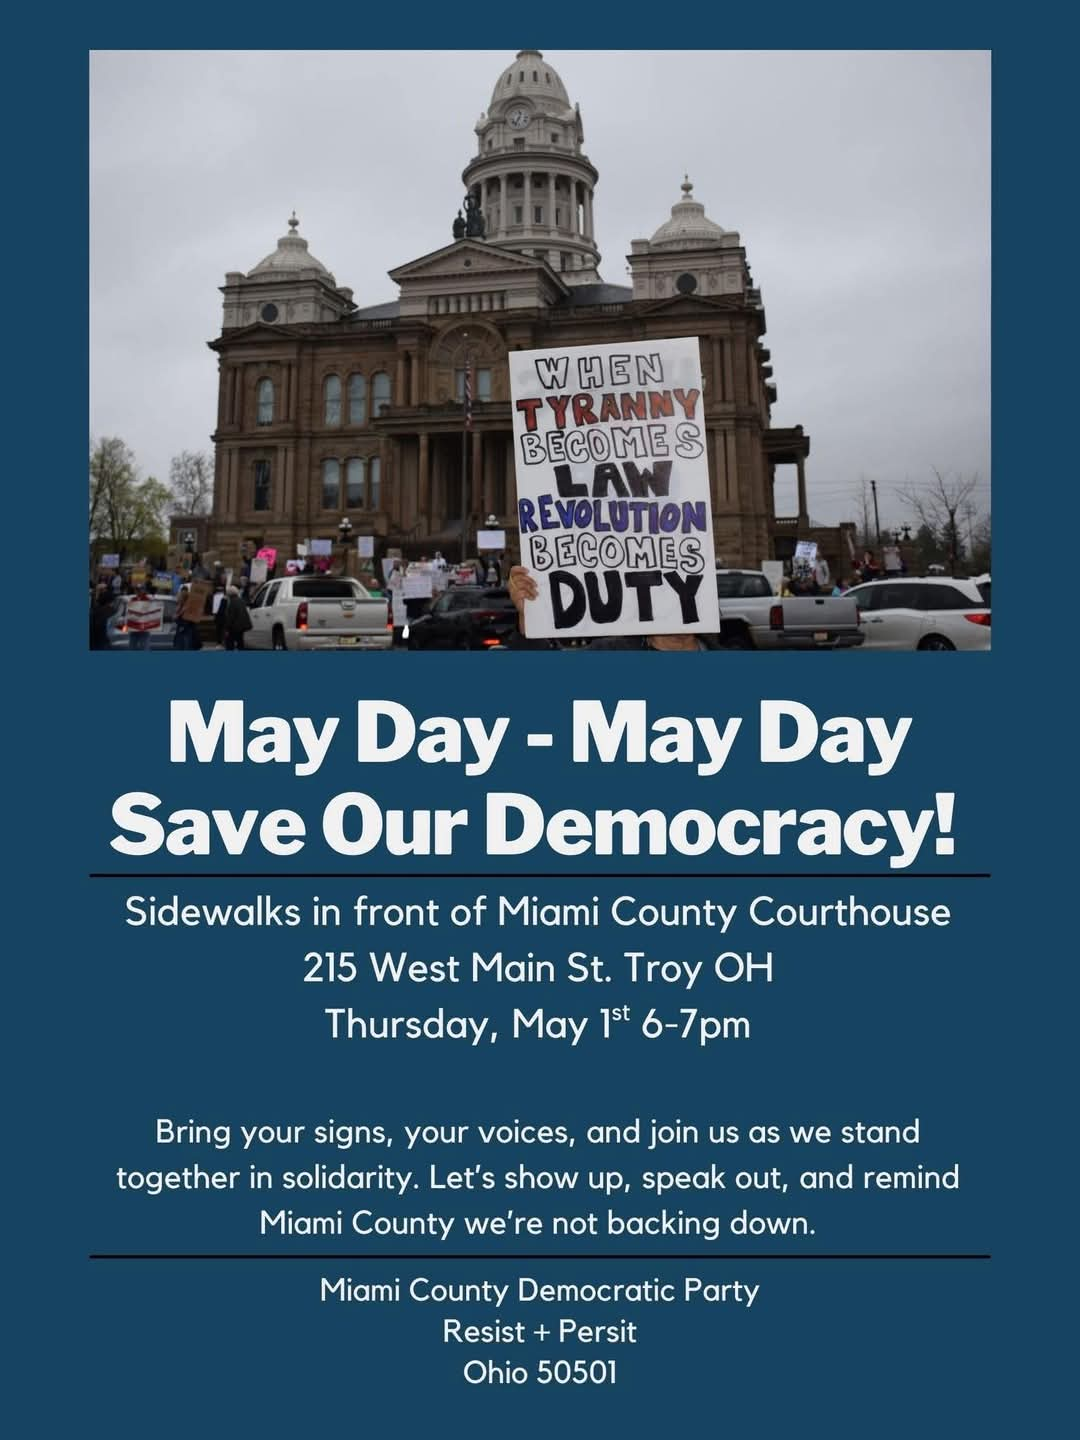 WHEN
TYRANNY
BECOMES
LAW
REVOLUTION
BECOMES
DUTY
May Day - May Day
Save Our Democracy!
Sidewalks in front of Miami County Courthouse
215 West Main St. Troy OH
Thursday, May 1st 6-7pm
Bring your signs, your voices, and join us as we stand
together in solidarity. Let's show up, speak out, and remind
Miami County we're not backing down.
Miami County Democratic Party
Resist + Persit
Ohio 50501